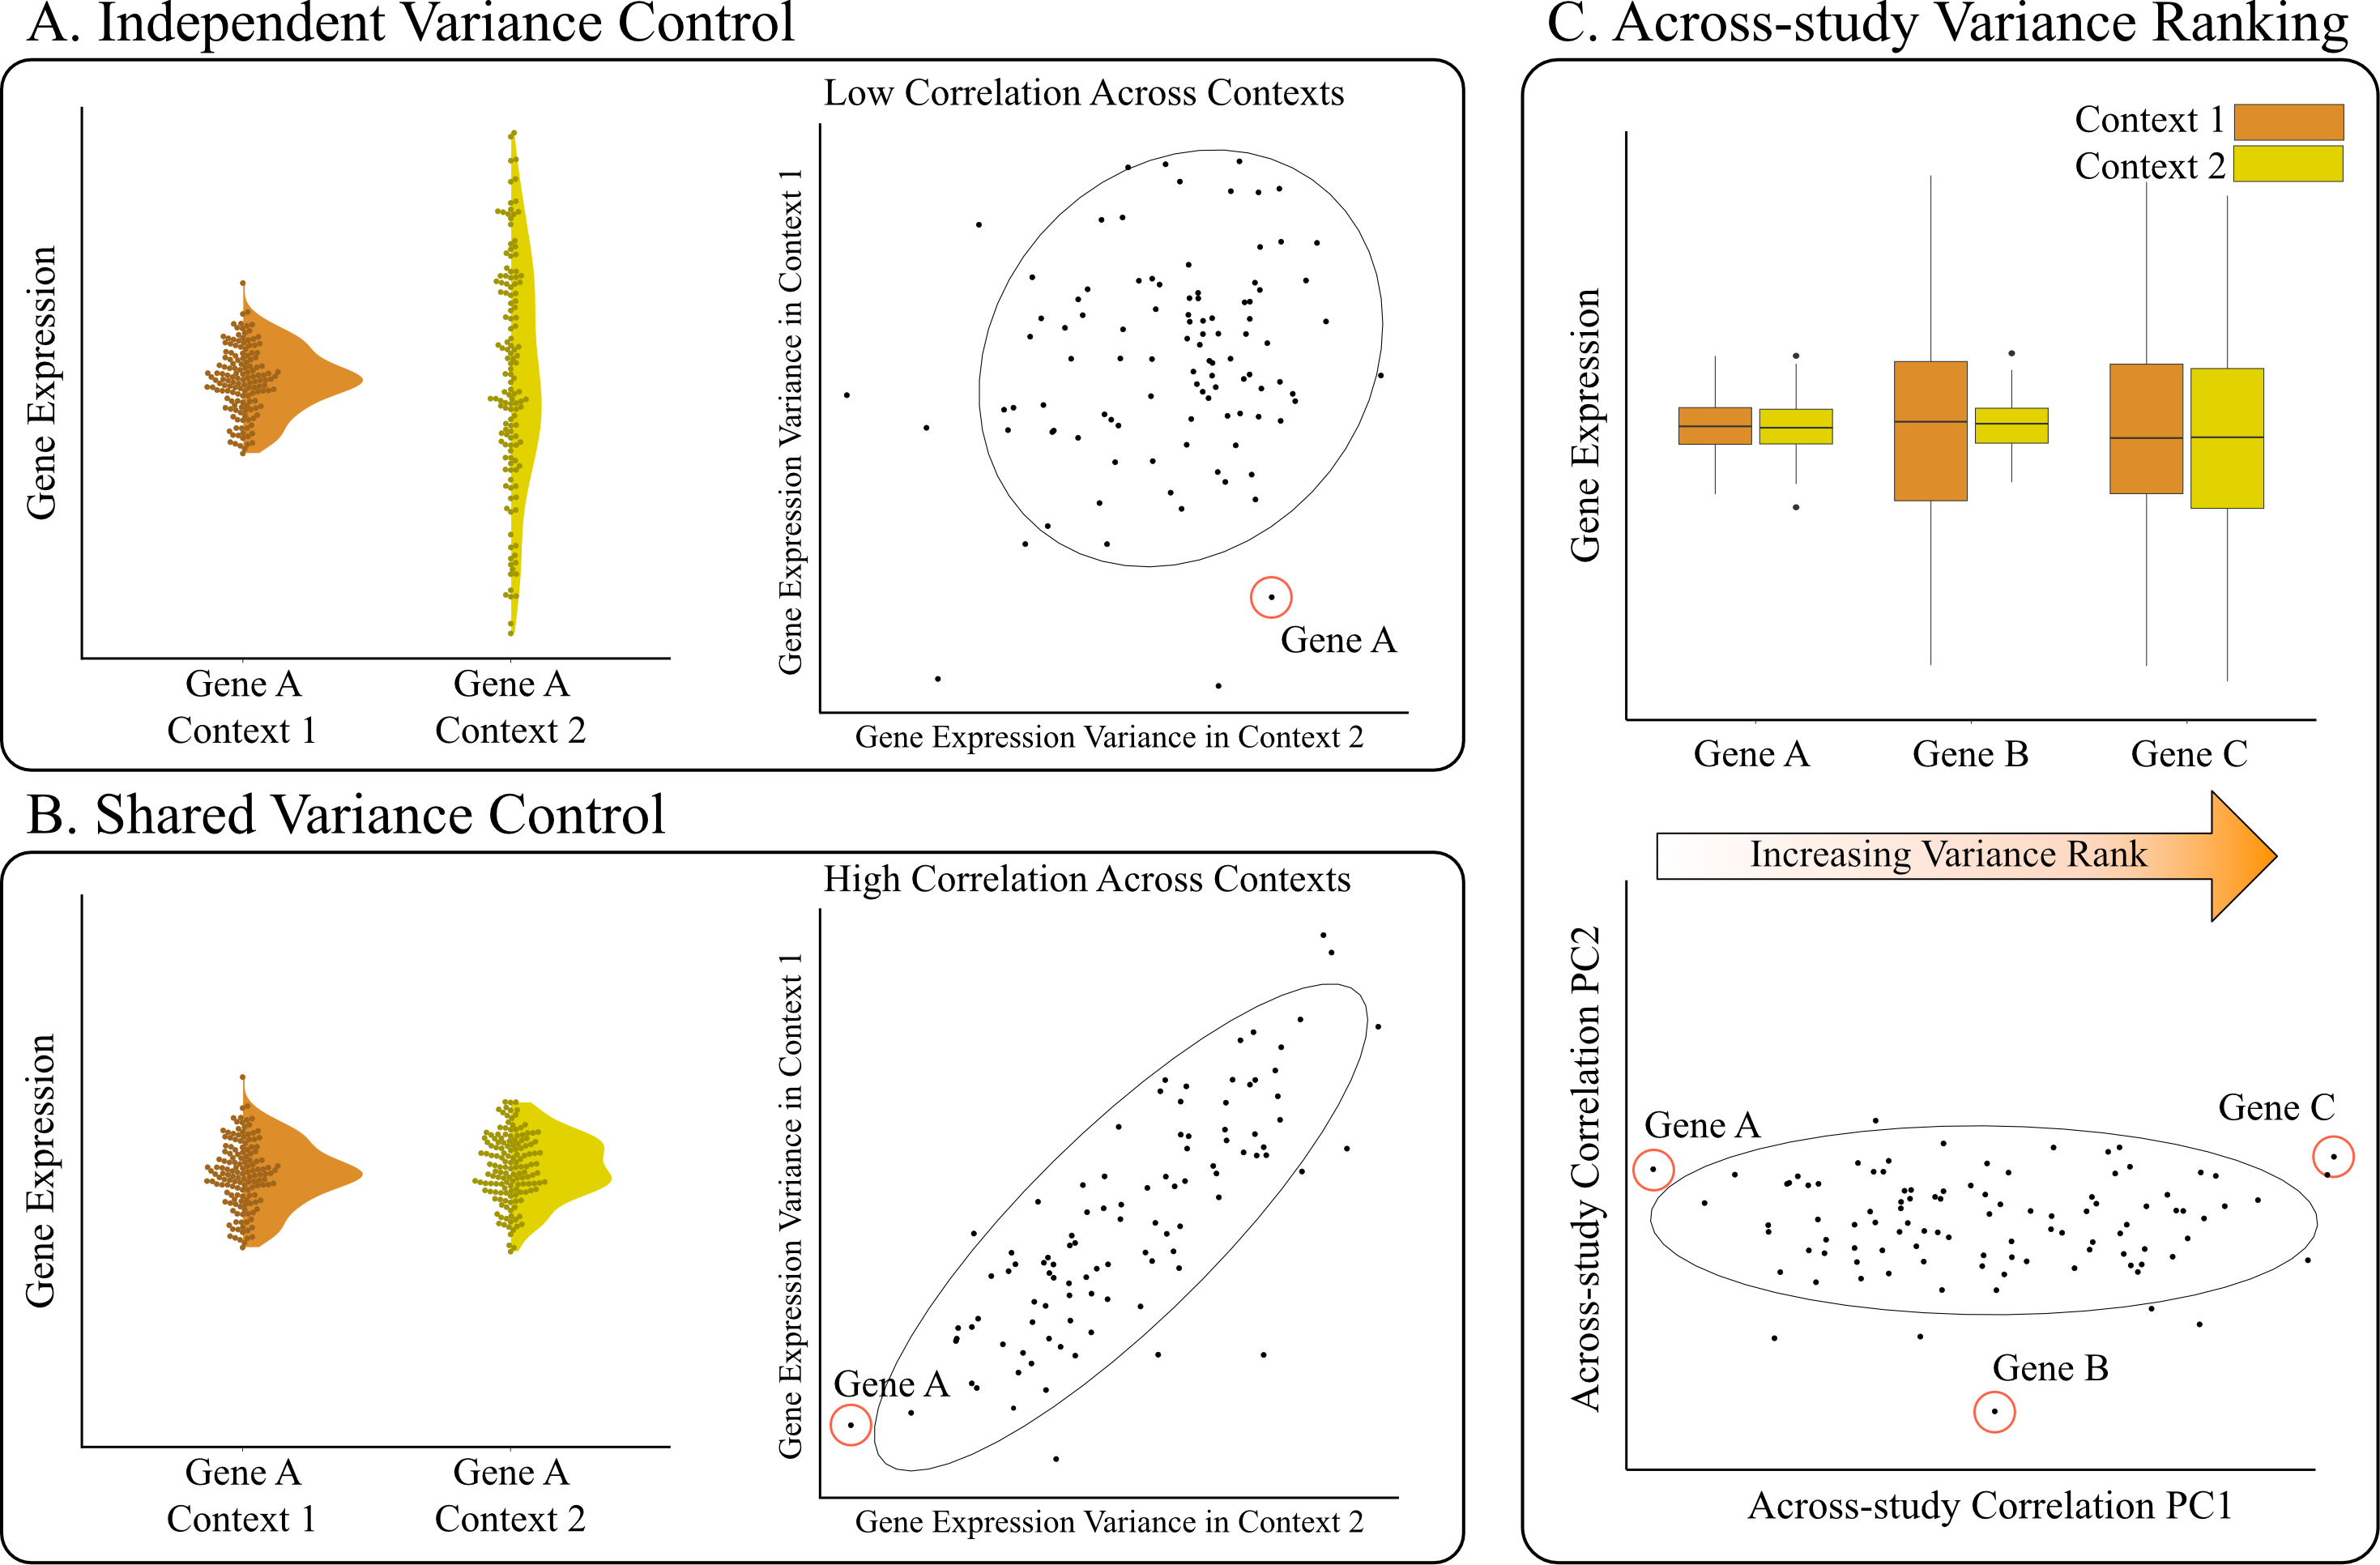 A. Independent Variance Control
Gene Expression
Gene A
Context 1
Gene A
Context 2
Low Correlation Across Contexts
Gene Expression Variance in Context 1
Gene A
Gene Expression Variance in Context 2
B. Shared Variance Control
Gene Expression
Gene A
Context 1
Gene A
Context 2
High Correlation Across Contexts
Gene Expression Variance in Context 1
Gene A
Gene Expression Variance in Context 2
C. Across-study Variance Ranking
Context 1
Context 2
Gene Expression
Gene A
Gene B
Gene C
Increasing Variance Rank
Across-study Correlation PC2
Gene A
Gene C
Gene B
Across-study Correlation PC1